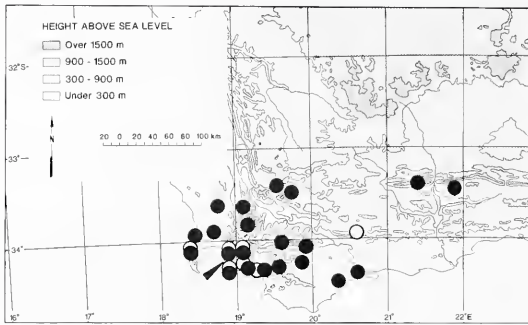 HEIGHT ABOVE SEA LEVEL
Over 1500 m
900 - 1500 m
300 - 900 m
Under 300 m
32°5°
N
20 0 20 40 60 80 100 km
33°
34°
16° 17° 18° 19° 20° 21° 22°E